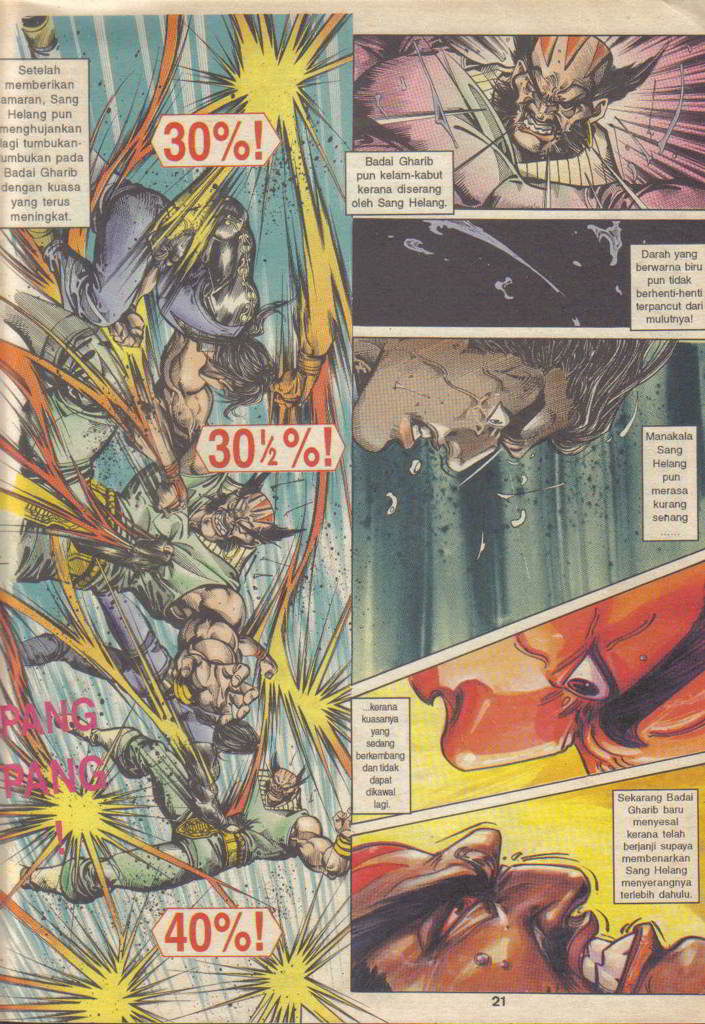 Setelah
memberikan
amaran, Sang
Helang pun
menghujankan
lagi tumbukan-
tumbukan pada
Badai Gharib
dengan kuasa
yang terus
meningkat.
30%!
30½%!
PANG
PANG
!
40%!
Badai Gharib
pun kelam-kabut
kerana diserang
oleh Sang Helang.
Darah yang
berwarna biru
pun tidak
berhenti-henti
terpancut dari
mulutnya!
Manakala
Sang
Helang
pun
merasa
kurang
senang
......
...kerana
kuasanya
yang
sedang
berkembang
dan tidak
dapat
dikawal
lagi.
Sekarang Badai
Gharib baru
menyesal
kerana telah
berjanji supaya
membenarkan
Sang Helang
menyerangnya
terlebih dahulu.
21